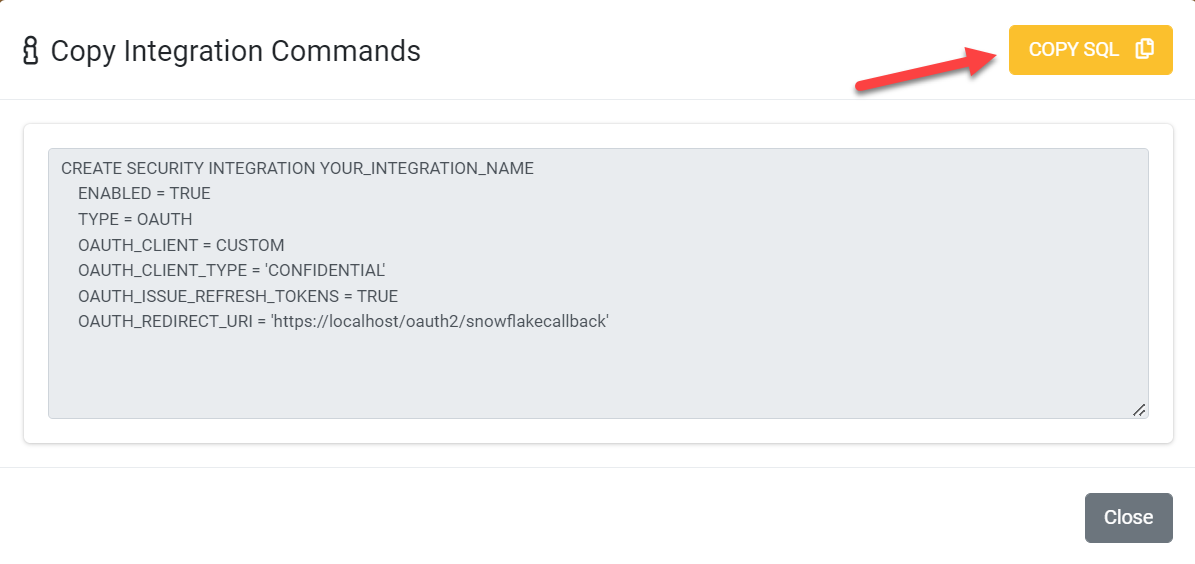 Copy Integration Commands
COPY SQL
CREATE SECURITY INTEGRATION YOUR_INTEGRATION_NAME
ENABLED = TRUE
TYPE = OAUTH
OAUTH_CLIENT = CUSTOM
OAUTH_CLIENT_TYPE = 'CONFIDENTIAL'
OAUTH_ISSUE_REFRESH_TOKENS = TRUE
OAUTH_REDIRECT_URI = 'https://localhost/oauth2/snowflakecallback'
Close